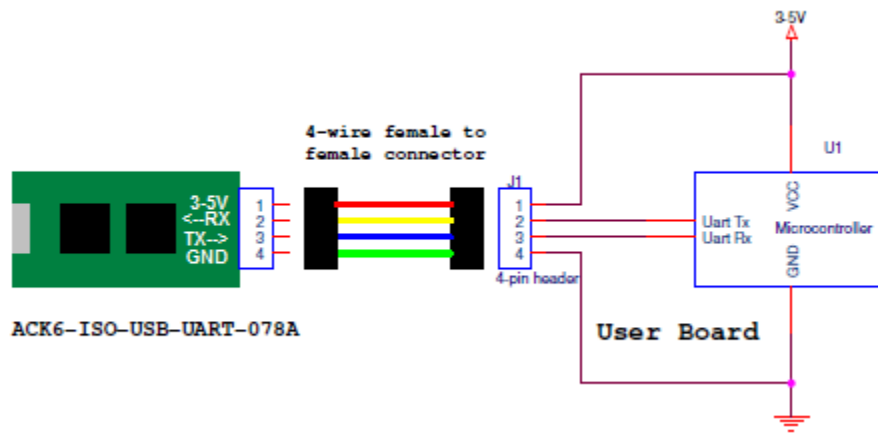 3-5V
4-wire female to
female connector
U1
J1
3-5V
<--RX
TX-->
GND
1
2
3
4
1
2
3
4
VCC
Uart Tx
Uart Rx
Microcontroller
GND
4-pin header
ACK6-ISO-USB-UART-078A
User Board